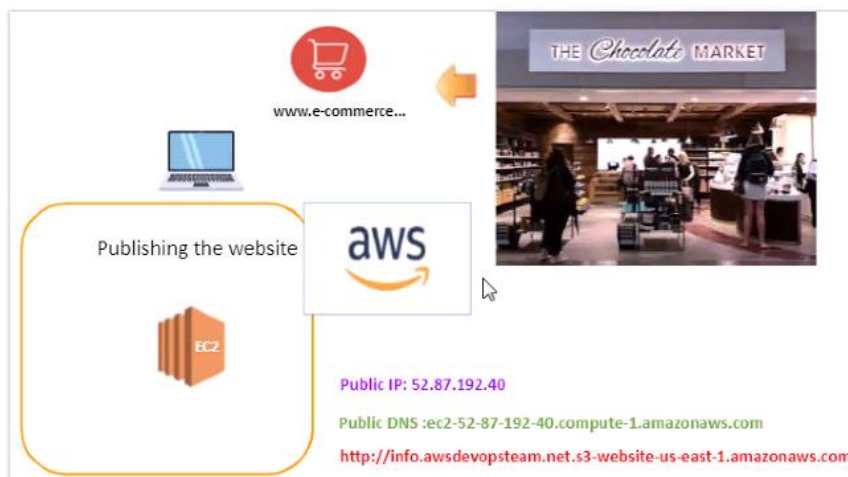 THE Chocolate MARKET
www.e-commerce...
Publishing the website
aws
EC2
Public IP: 52.87.192.40
Public DNS :ec2-52-87-192-40.compute-1.amazonaws.com
http://info.awsdevopsteam.net.s3-website-us-east-1.amazonaws.com